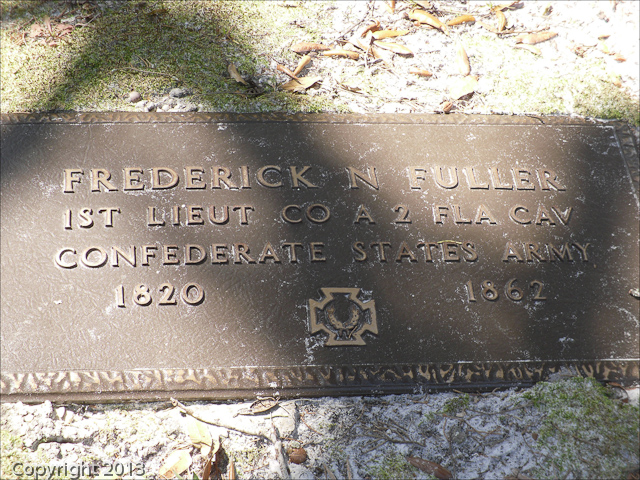 FREDERICK N FULLER
1ST LIEUT CO A 2 FLA CAV
CONFEDERATE STATES ARMY
1820 1862
Copyright 2013